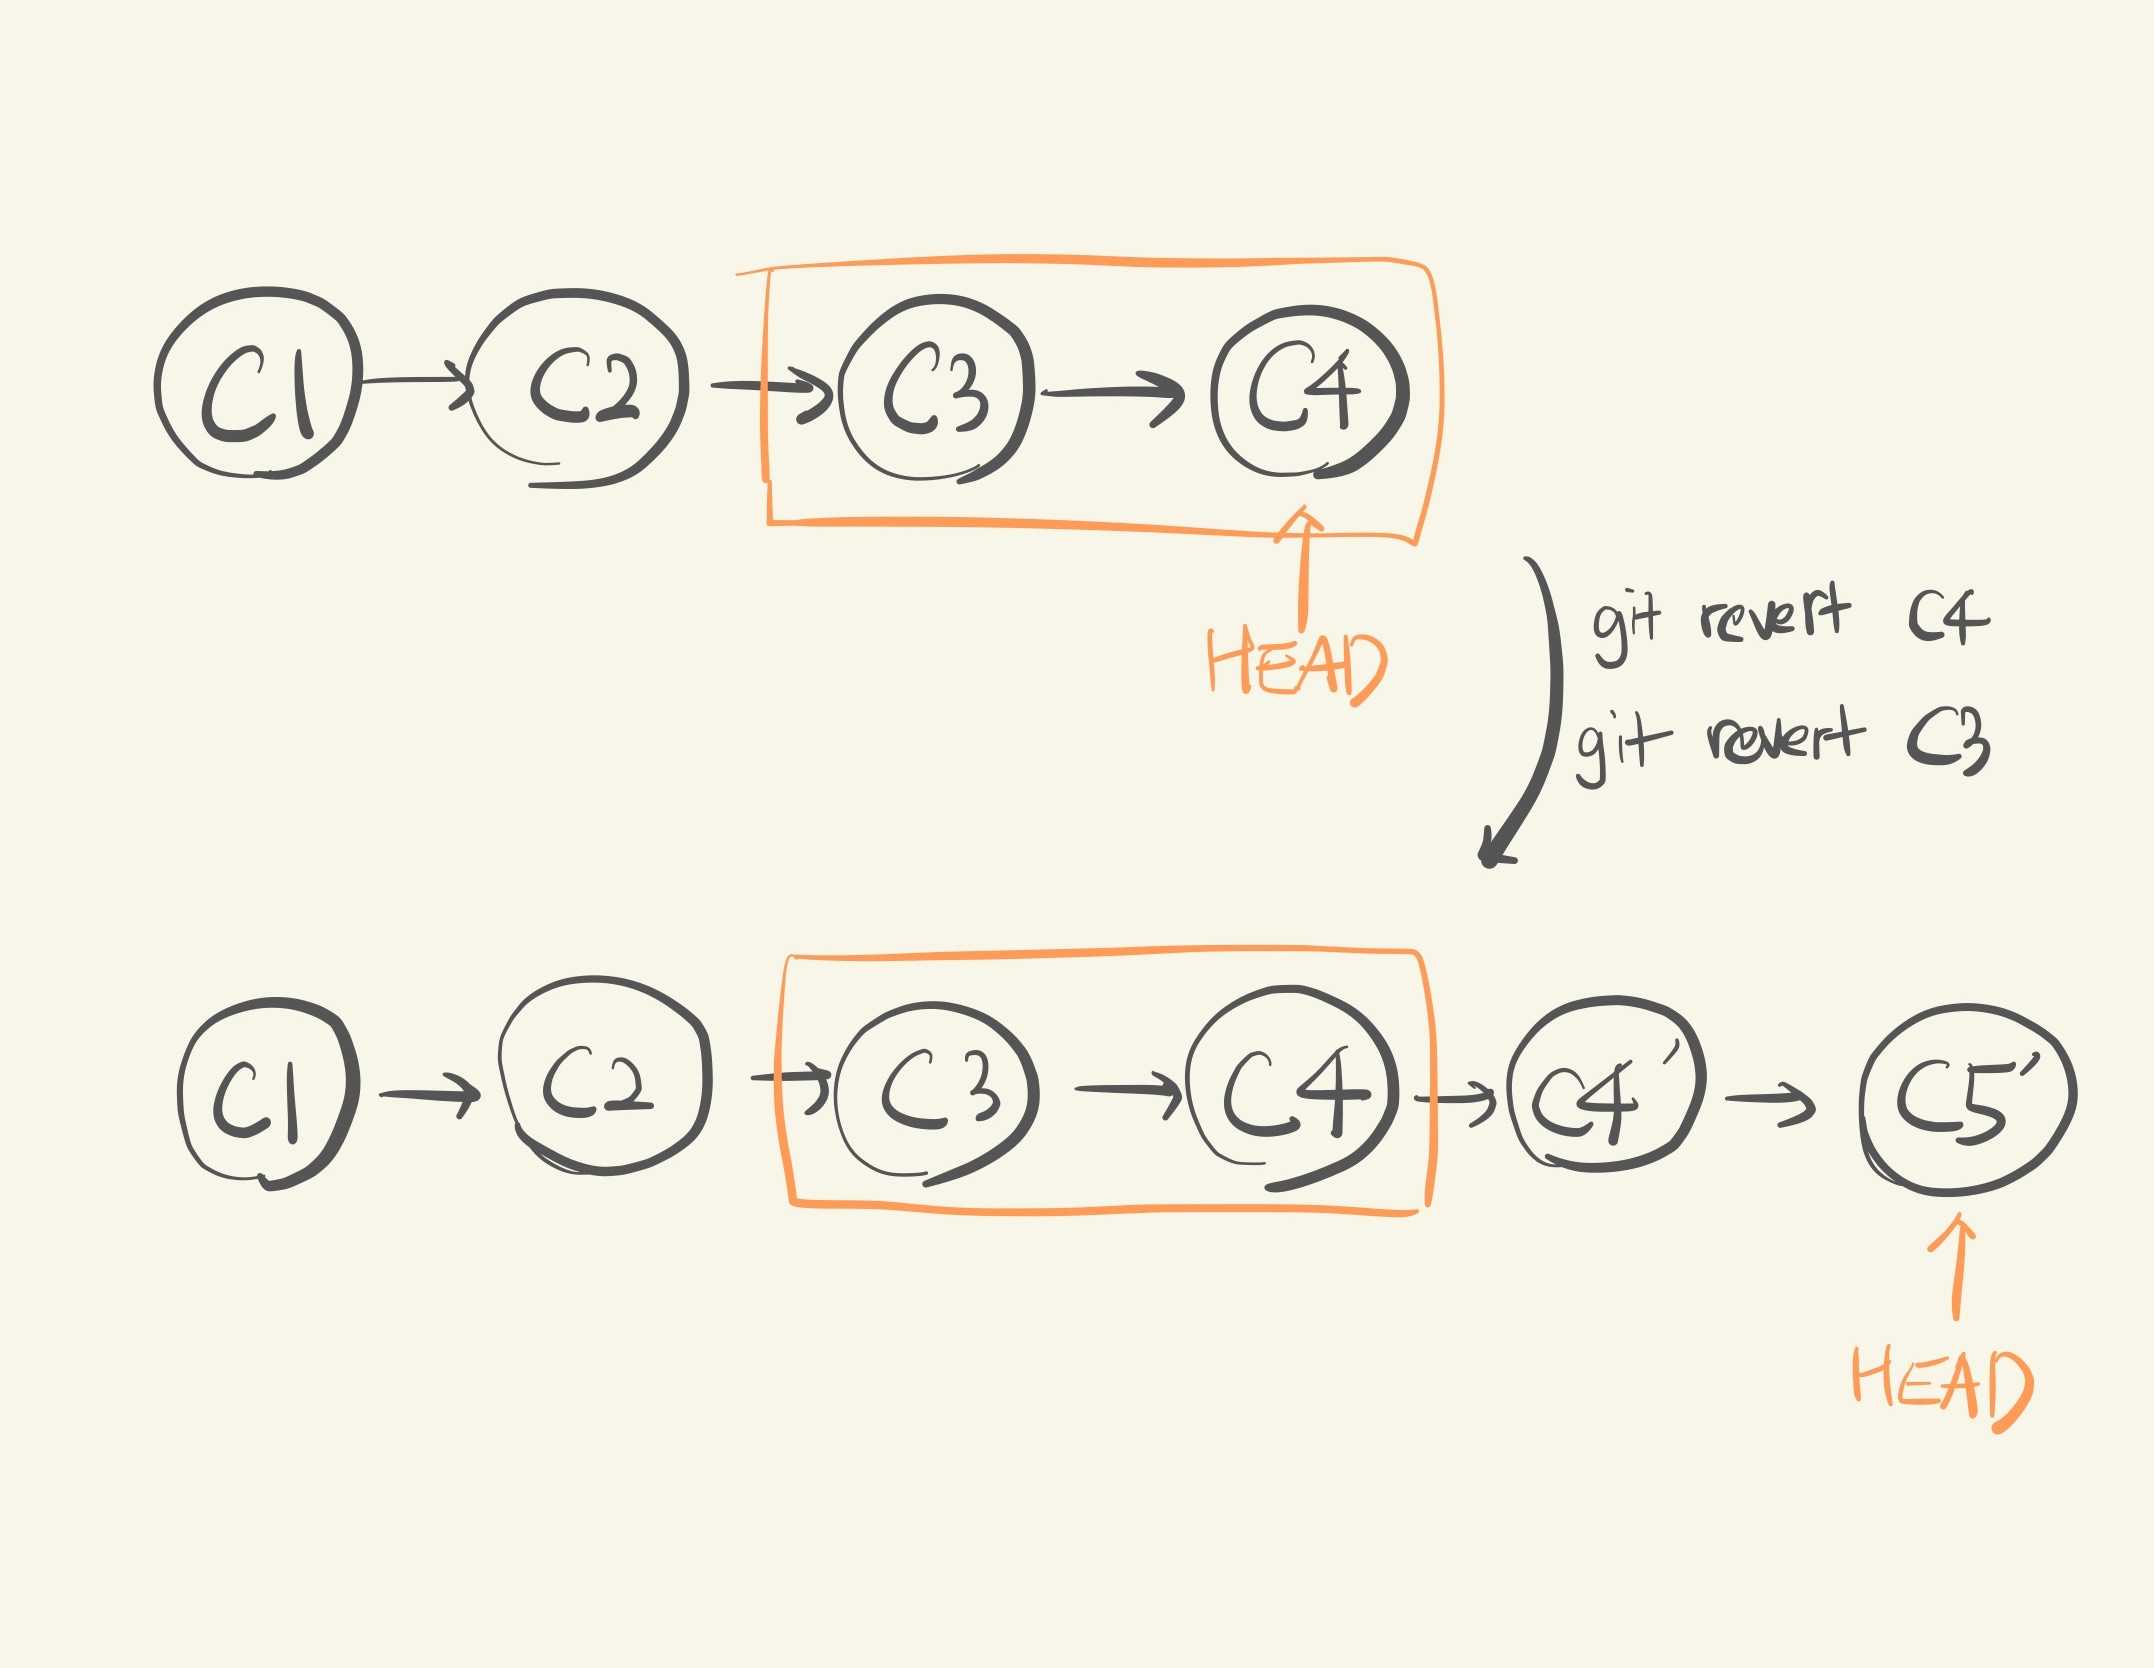 C1 C2 C3 C4
HEAD
git revert C4
git revert C3
C1 C2 C3 C4 C4' C5'
HEAD